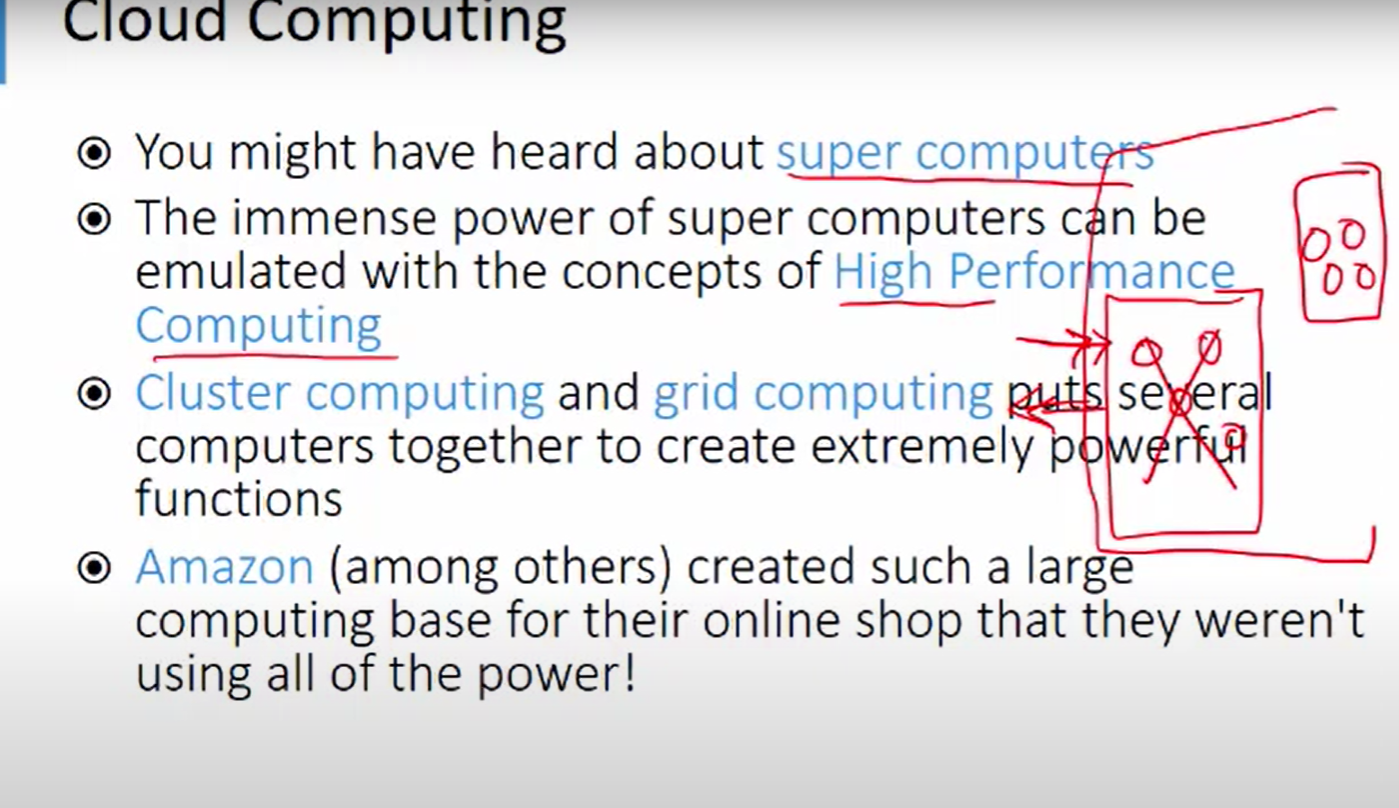 Cloud Computing
You might have heard about super computers
The immense power of super computers can be
emulated with the concepts of High Performance
Computing
Cluster computing and grid computing puts several
computers together to create extremely powerful
functions
Amazon (among others) created such a large
computing base for their online shop that they weren't
using all of the power!